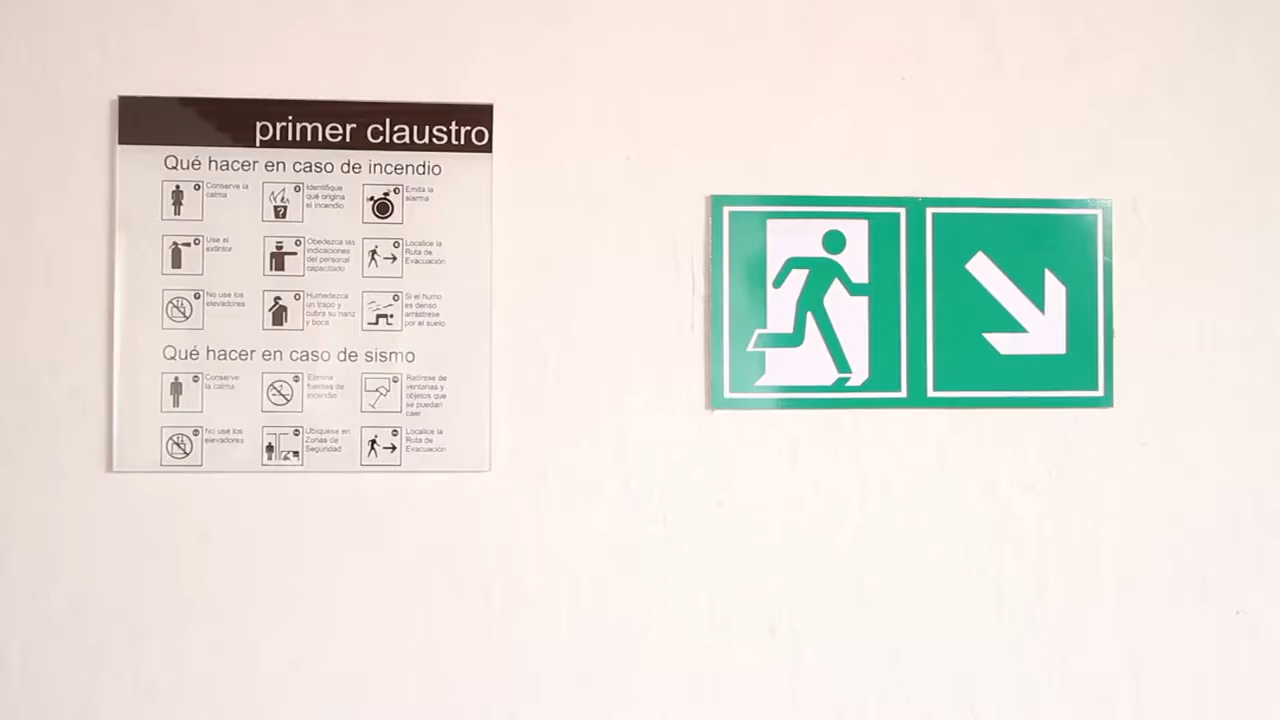 primer claustro
Qué hacer en caso de incendio
Conserve la
calma
Identifique
qué origina
el incendio
Emita la
alarma
Use el
extintor
Obedezca las
indicaciones
del personal
capacitado
Localice la
Ruta de
Evacuación
No use los
elevadores
Humedezca
un trapo y
cubra su nariz
y boca
Si el humo
es denso
arrástrese
por el suelo
Qué hacer en caso de sismo
Conserve
la calma
Elimine
fuentes de
incendio
Retírese de
ventanas y
objetos que
se puedan
caer
No use los
elevadores
Ubíquese en
Zonas de
Seguridad
Localice la
Ruta de
Evacuación